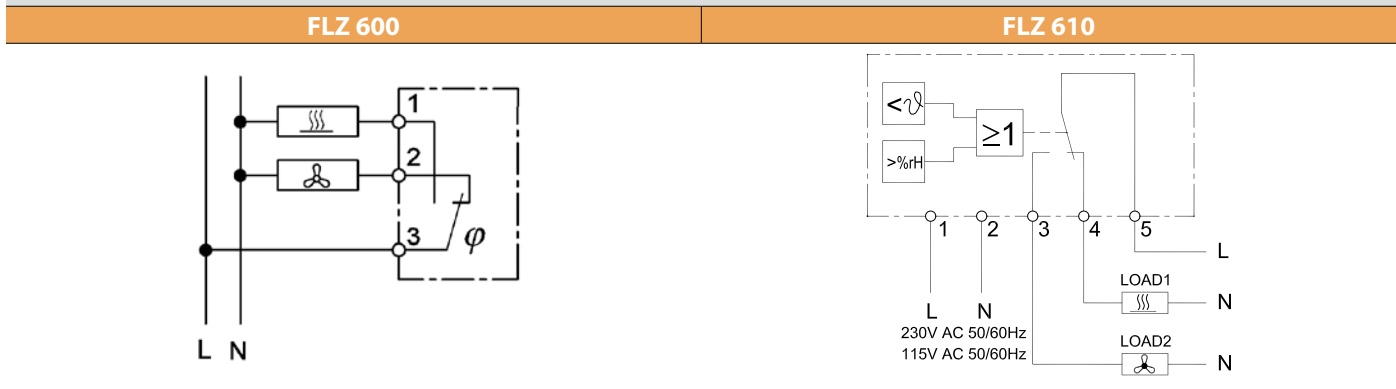 FLZ 600
FLZ 610
1
2
3
φ
L N
<ϑ
≥1
>%rH
1 2 3 4 5
L
LOAD1
N
L N
230V AC 50/60Hz
115V AC 50/60Hz
LOAD2
N